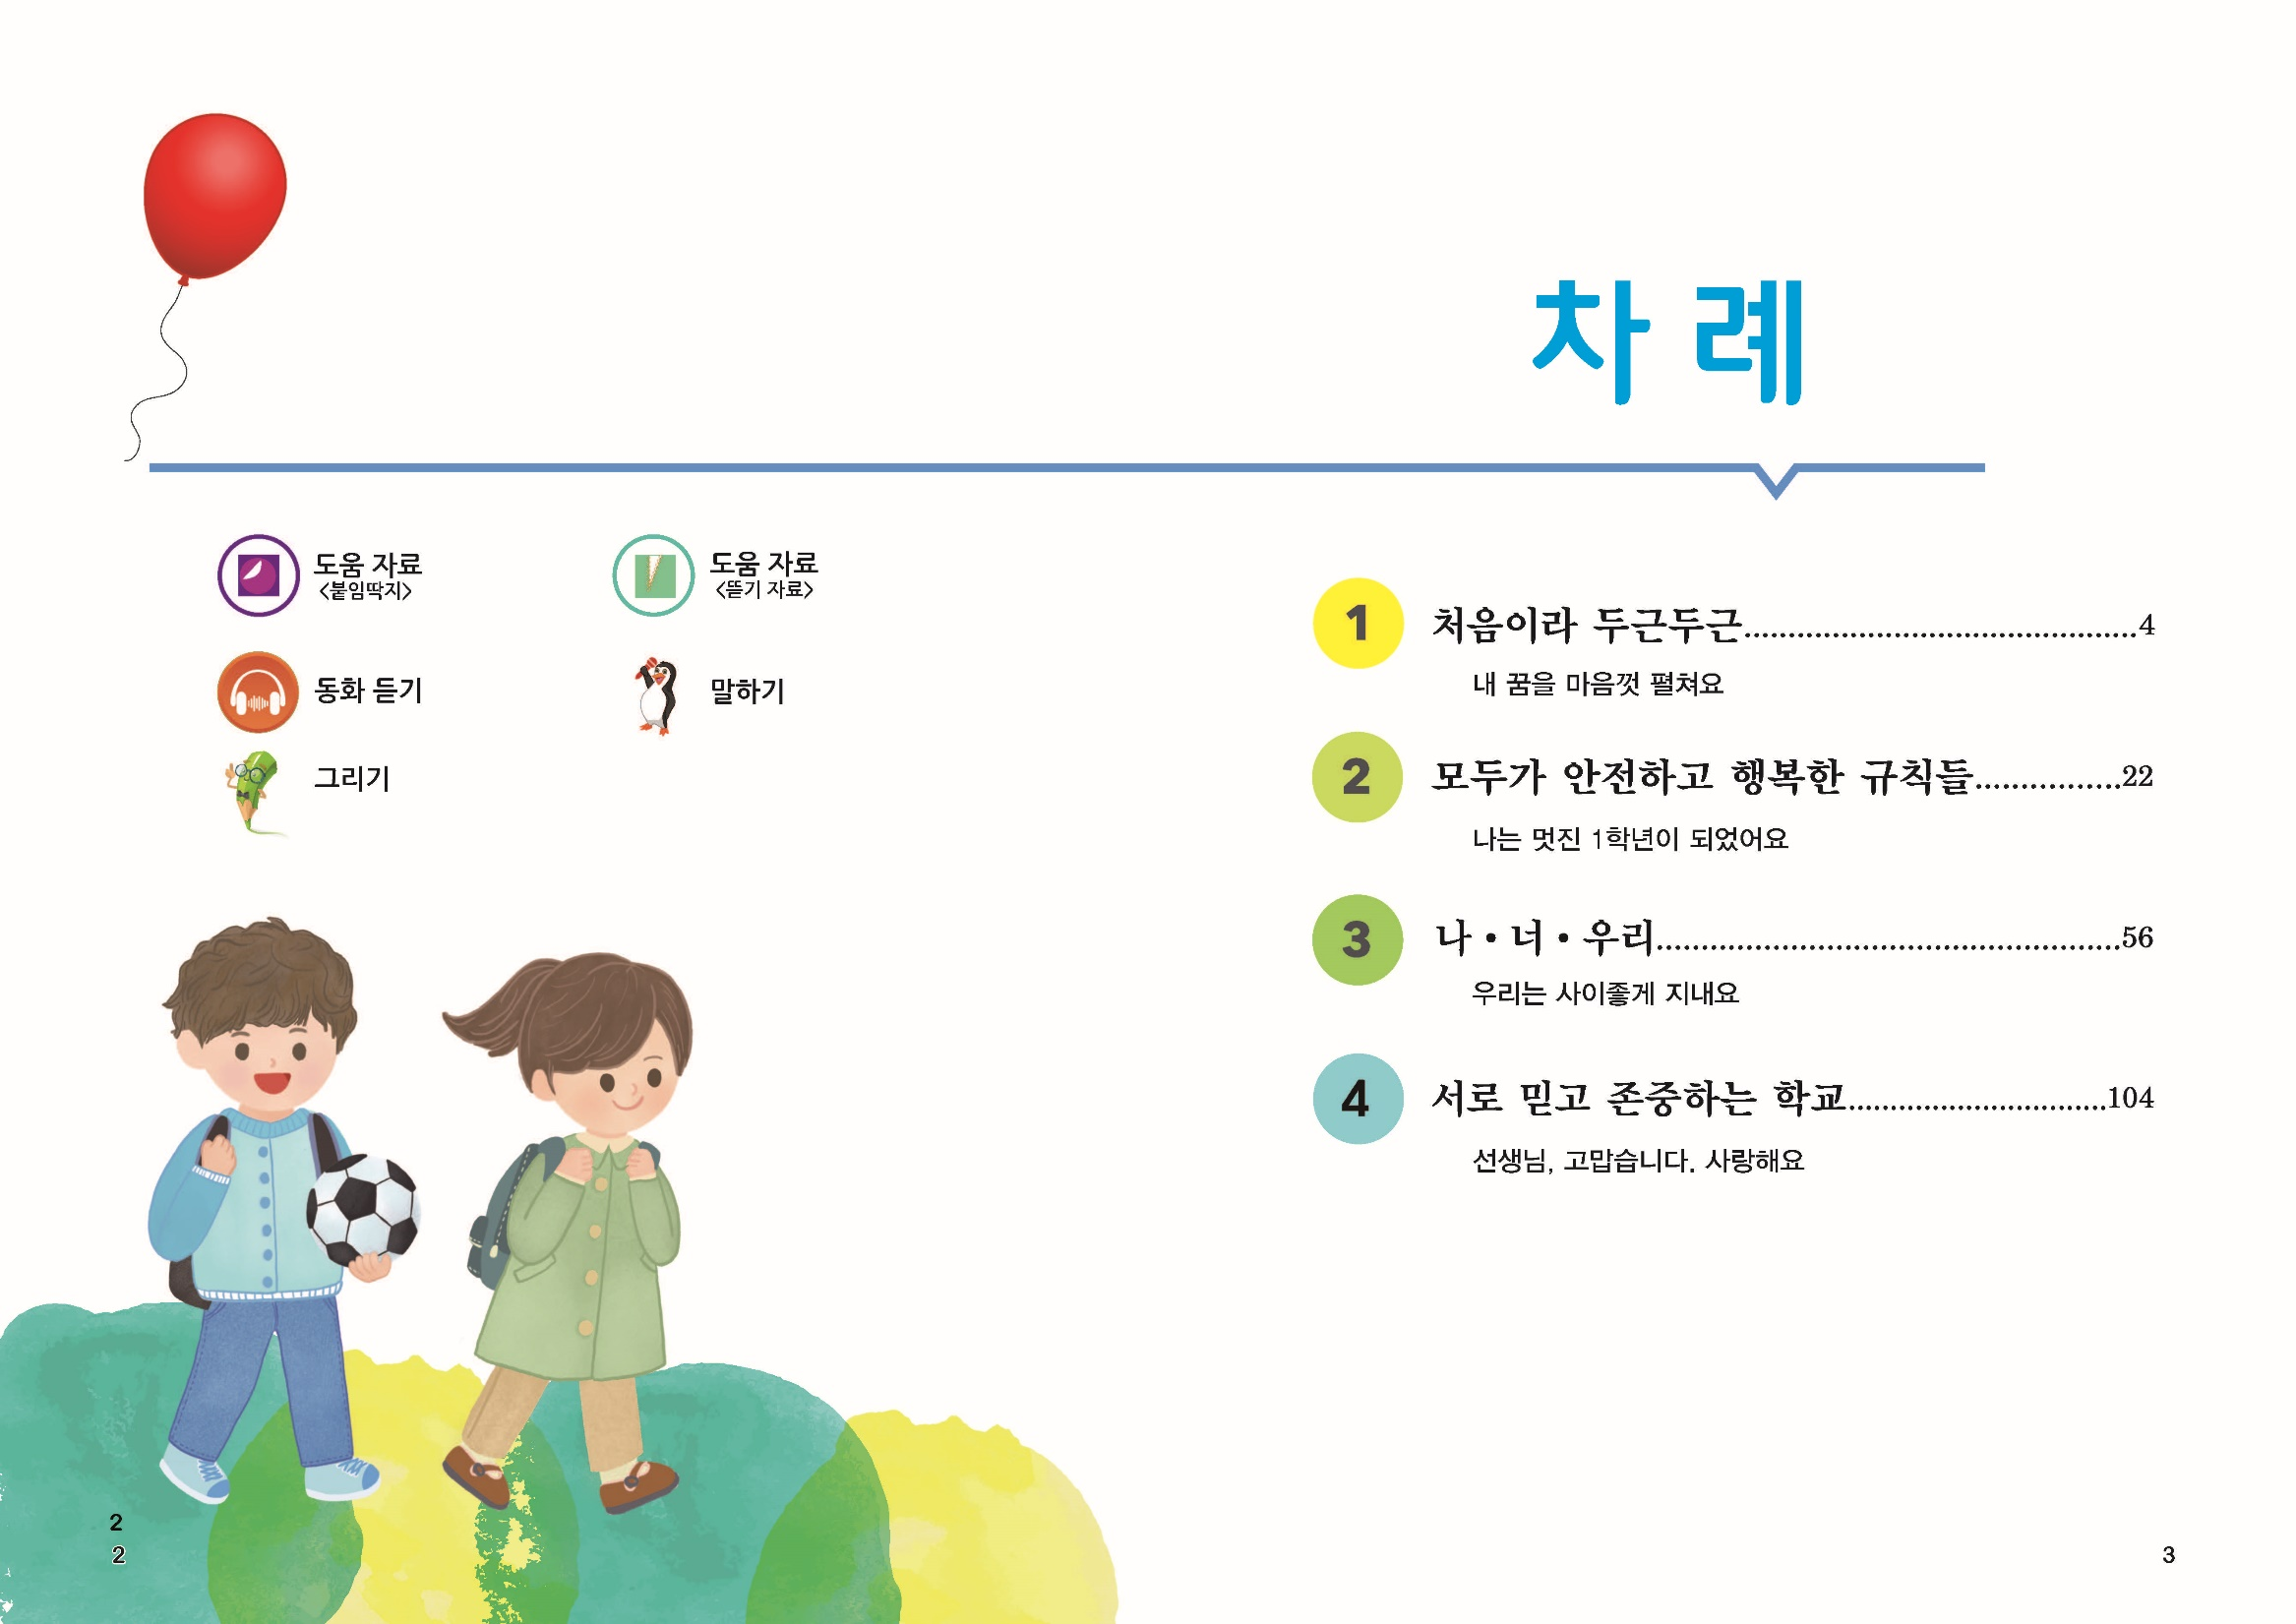 도움 자료
<붙임딱지>
도움 자료
<뜯기 자료>
동화 듣기
말하기
그리기
2
2
차 례
1 처음이라 두근두근............................................4
내 꿈을 마음껏 펼쳐요
2 모두가 안전하고 행복한 규칙들................22
나는 멋진 1학년이 되었어요
3 나·너·우리....................................................56
우리는 사이좋게 지내요
4 서로 믿고 존중하는 학교.............................104
선생님, 고맙습니다. 사랑해요
3